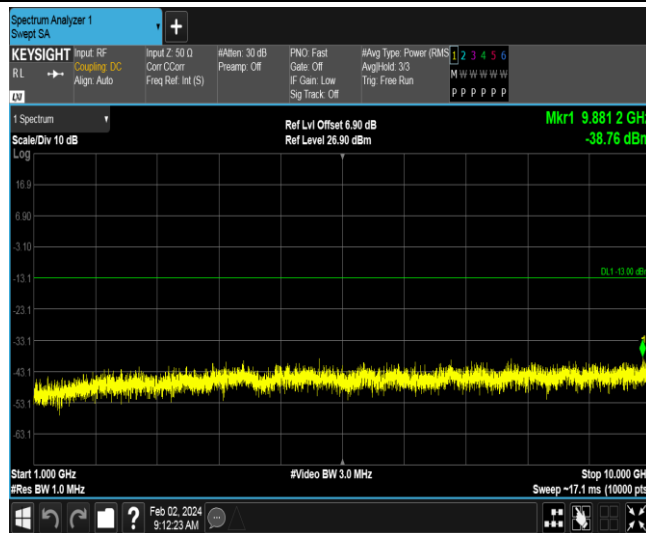 Spectrum Analyzer 1
Swept SA
+
KEYSIGHT
RL
LXI
Input: RF
Coupling: DC
Align: Auto
Input Z: 50 Ω
Corr CCorr
Freq Ref: Int (S)
#Atten: 30 dB
Preamp: Off
PNO: Fast
Gate: Off
IF Gain: Low
Sig Track: Off
#Avg Type: Power (RMS
Avg|Hold: 3/3
Trig: Free Run
1 2 3 4 5 6
M W W W W W
P P P P P P
1 Spectrum
Scale/Div 10 dB
Ref Lvl Offset 6.90 dB
Ref Level 26.90 dBm
Mkr1 9.881 2 GHz
-38.76 dBm
Log
16.9
6.90
-3.10
-13.1
DL1 -13.00 dBm
-23.1
-33.1
-43.1
-53.1
-63.1
Start 1.000 GHz
#Video BW 3.0 MHz
Stop 10.000 GHz
#Res BW 1.0 MHz
Sweep ~17.1 ms (10000 pts)
?
Feb 02, 2024
9:12:23 AM